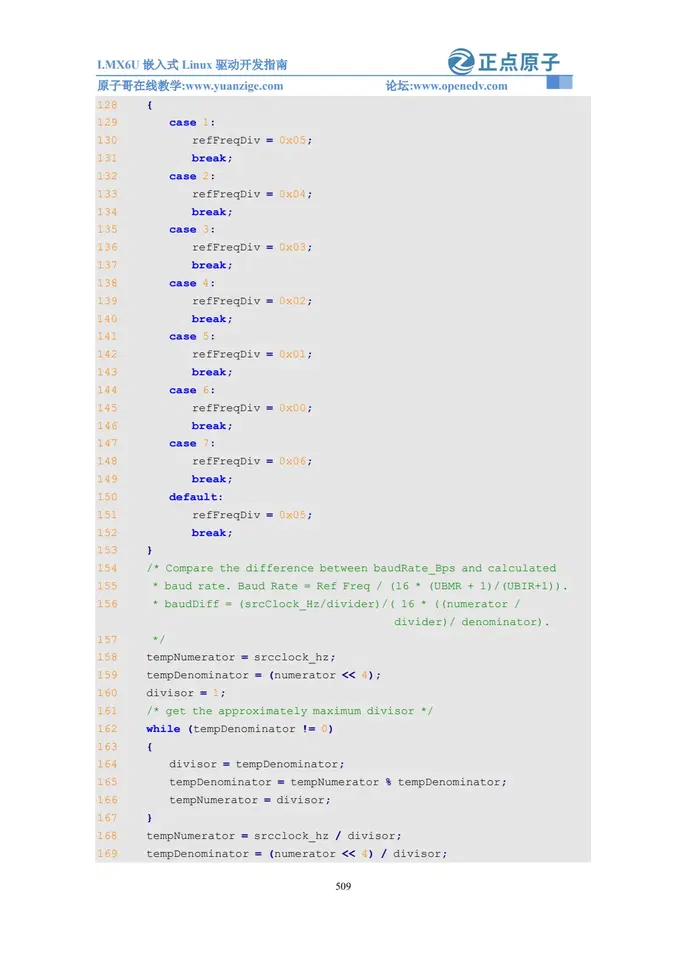 I.MX6U 嵌入式 Linux 驱动开发指南
正点原子
原子哥在线教学:www.yuanzige.com 论坛:www.openedv.com
128 {
129 case 1:
130 refFreqDiv = 0x05;
131 break;
132 case 2:
133 refFreqDiv = 0x04;
134 break;
135 case 3:
136 refFreqDiv = 0x03;
137 break;
138 case 4:
139 refFreqDiv = 0x02;
140 break;
141 case 5:
142 refFreqDiv = 0x01;
143 break;
144 case 6:
145 refFreqDiv = 0x00;
146 break;
147 case 7:
148 refFreqDiv = 0x06;
149 break;
150 default:
151 refFreqDiv = 0x05;
152 break;
153 }
154 /* Compare the difference between baudRate_Bps and calculated
155 * baud rate. Baud Rate = Ref Freq / (16 * (UBMR + 1)/(UBIR+1)).
156 * baudDiff = (srcClock_Hz/divider)/( 16 * ((numerator /
divider)/ denominator).
157 */
158 tempNumerator = srcclock_hz;
159 tempDenominator = (numerator << 4);
160 divisor = 1;
161 /* get the approximately maximum divisor */
162 while (tempDenominator != 0)
163 {
164 divisor = tempDenominator;
165 tempDenominator = tempNumerator % tempDenominator;
166 tempNumerator = divisor;
167 }
168 tempNumerator = srcclock_hz / divisor;
169 tempDenominator = (numerator << 4) / divisor;
509